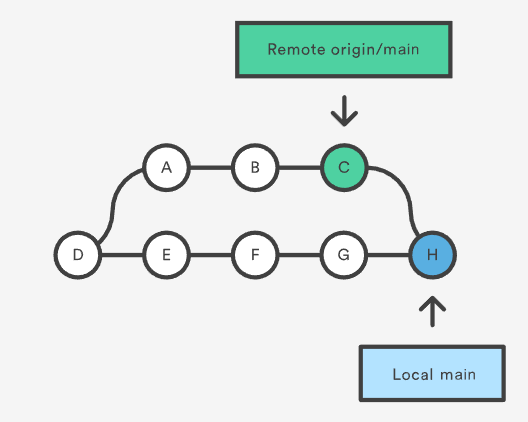 Remote origin/main
A B C
D E F G H
Local main